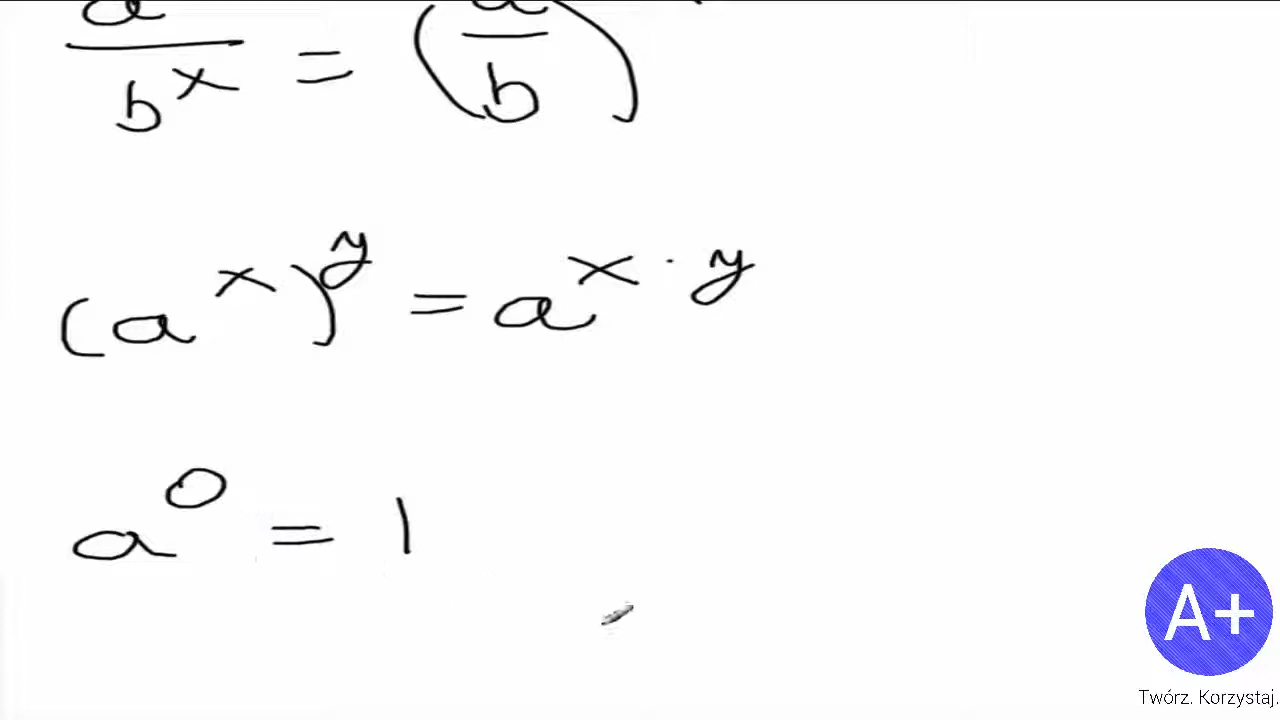 a/b^x = (a/b)
(a^x)^y = a^(x · y)
a^0 = 1
A+
Twórz. Korzystaj.